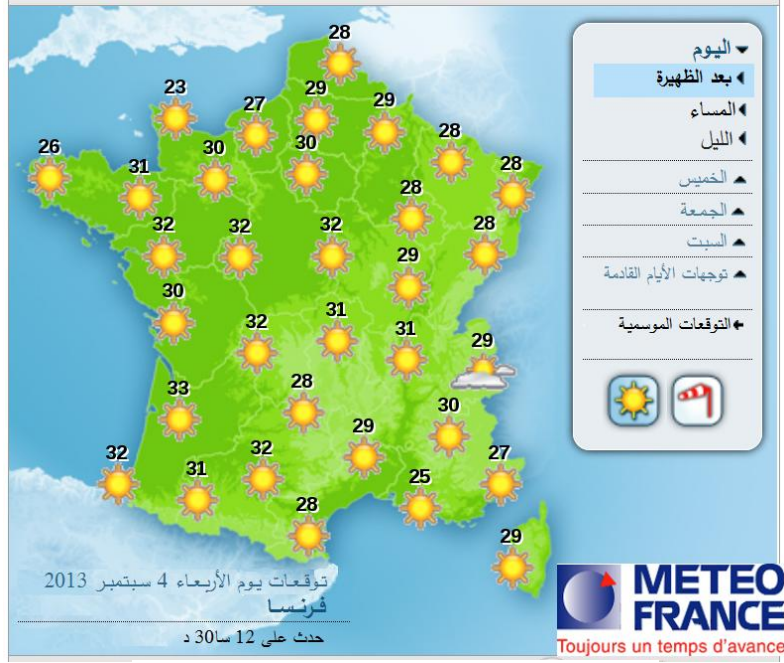 28
23
29
27
29
26
31
30
30
28
28
28
32
32
32
28
29
30
32
31
31
29
33
28
30
29
32
31
32
25
27
28
29
اليوم
بعد الظهيرة
المساء
الليل
الخميس
الجمعة
السبت
توجهات الأيام القادمة
التوقعات الموسمية
توقعات يوم الأربعاء 4 سبتمبر 2013
فرنسا
حدث على 12 سا30 د
METEO
FRANCE
Toujours un temps d'avance